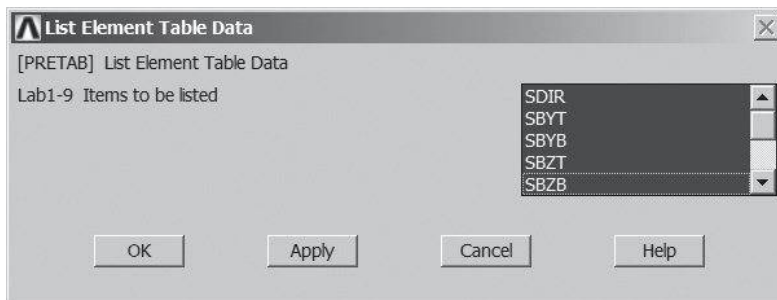 List Element Table Data
[PRETAB] List Element Table Data
Lab1-9 Items to be listed
SDIR
SBYT
SBYB
SBZT
SBZB
OK Apply Cancel Help